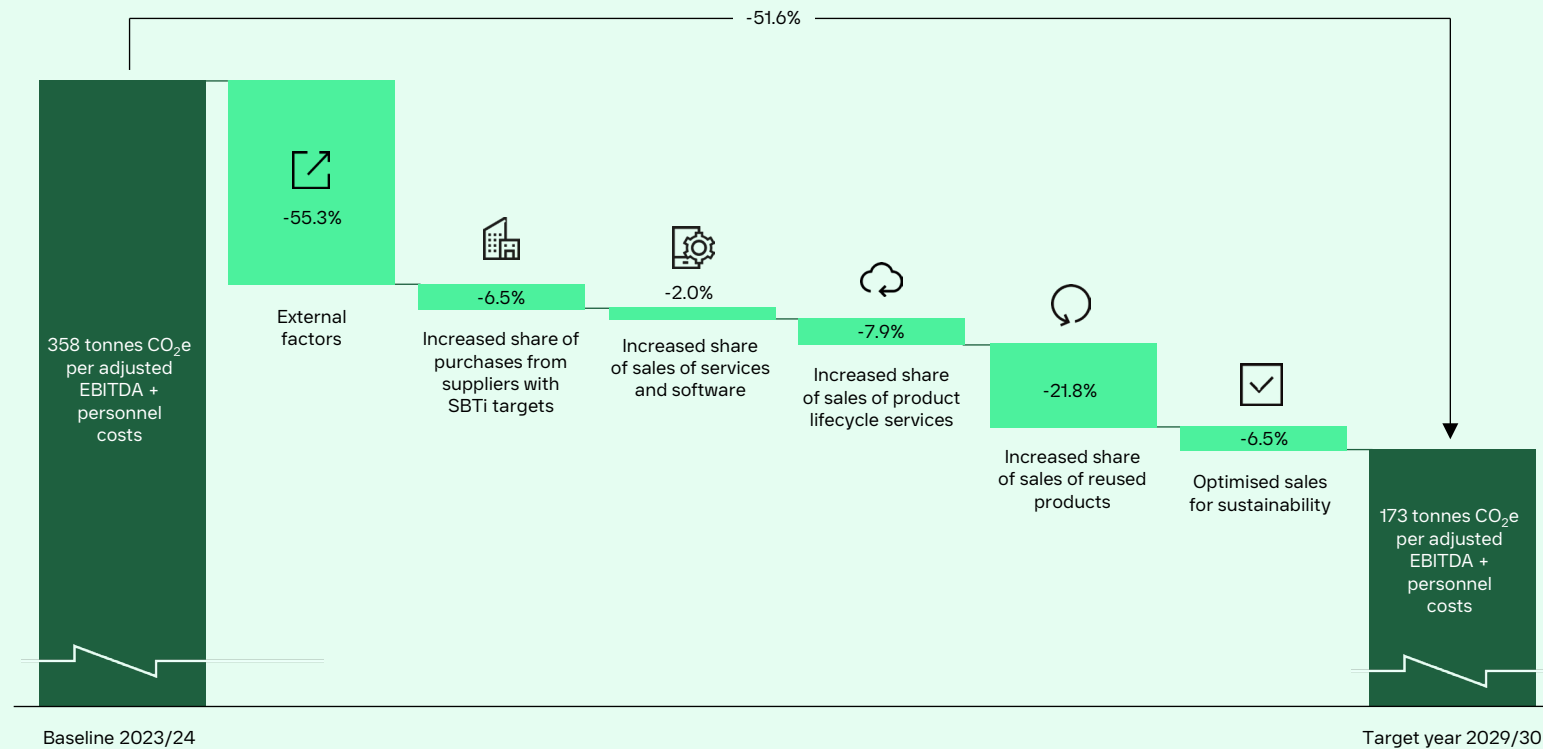 -51.6%
358 tonnes CO₂e
per adjusted
EBITDA +
personnel
costs
-55.3%
External
factors
-6.5%
Increased share of
purchases from
suppliers with
SBTi targets
-2.0%
Increased share
of sales of services
and software
-7.9%
Increased share
of sales of product
lifecycle services
-21.8%
Increased share
of sales of reused
products
-6.5%
Optimised sales
for sustainability
173 tonnes CO₂e
per adjusted
EBITDA +
personnel
costs
Baseline 2023/24
Target year 2029/30